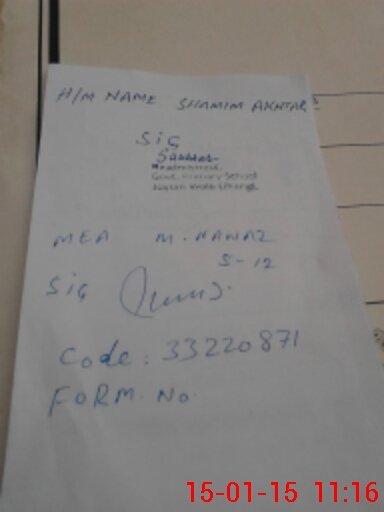 H/M NAME SHAMIM AKHTAR
SiG
Headmistress
Govt. Primary School
MEA M. NAWAZ
S-12
SiG
Code: 33220871
FORM. No.
15-01-15 11:16